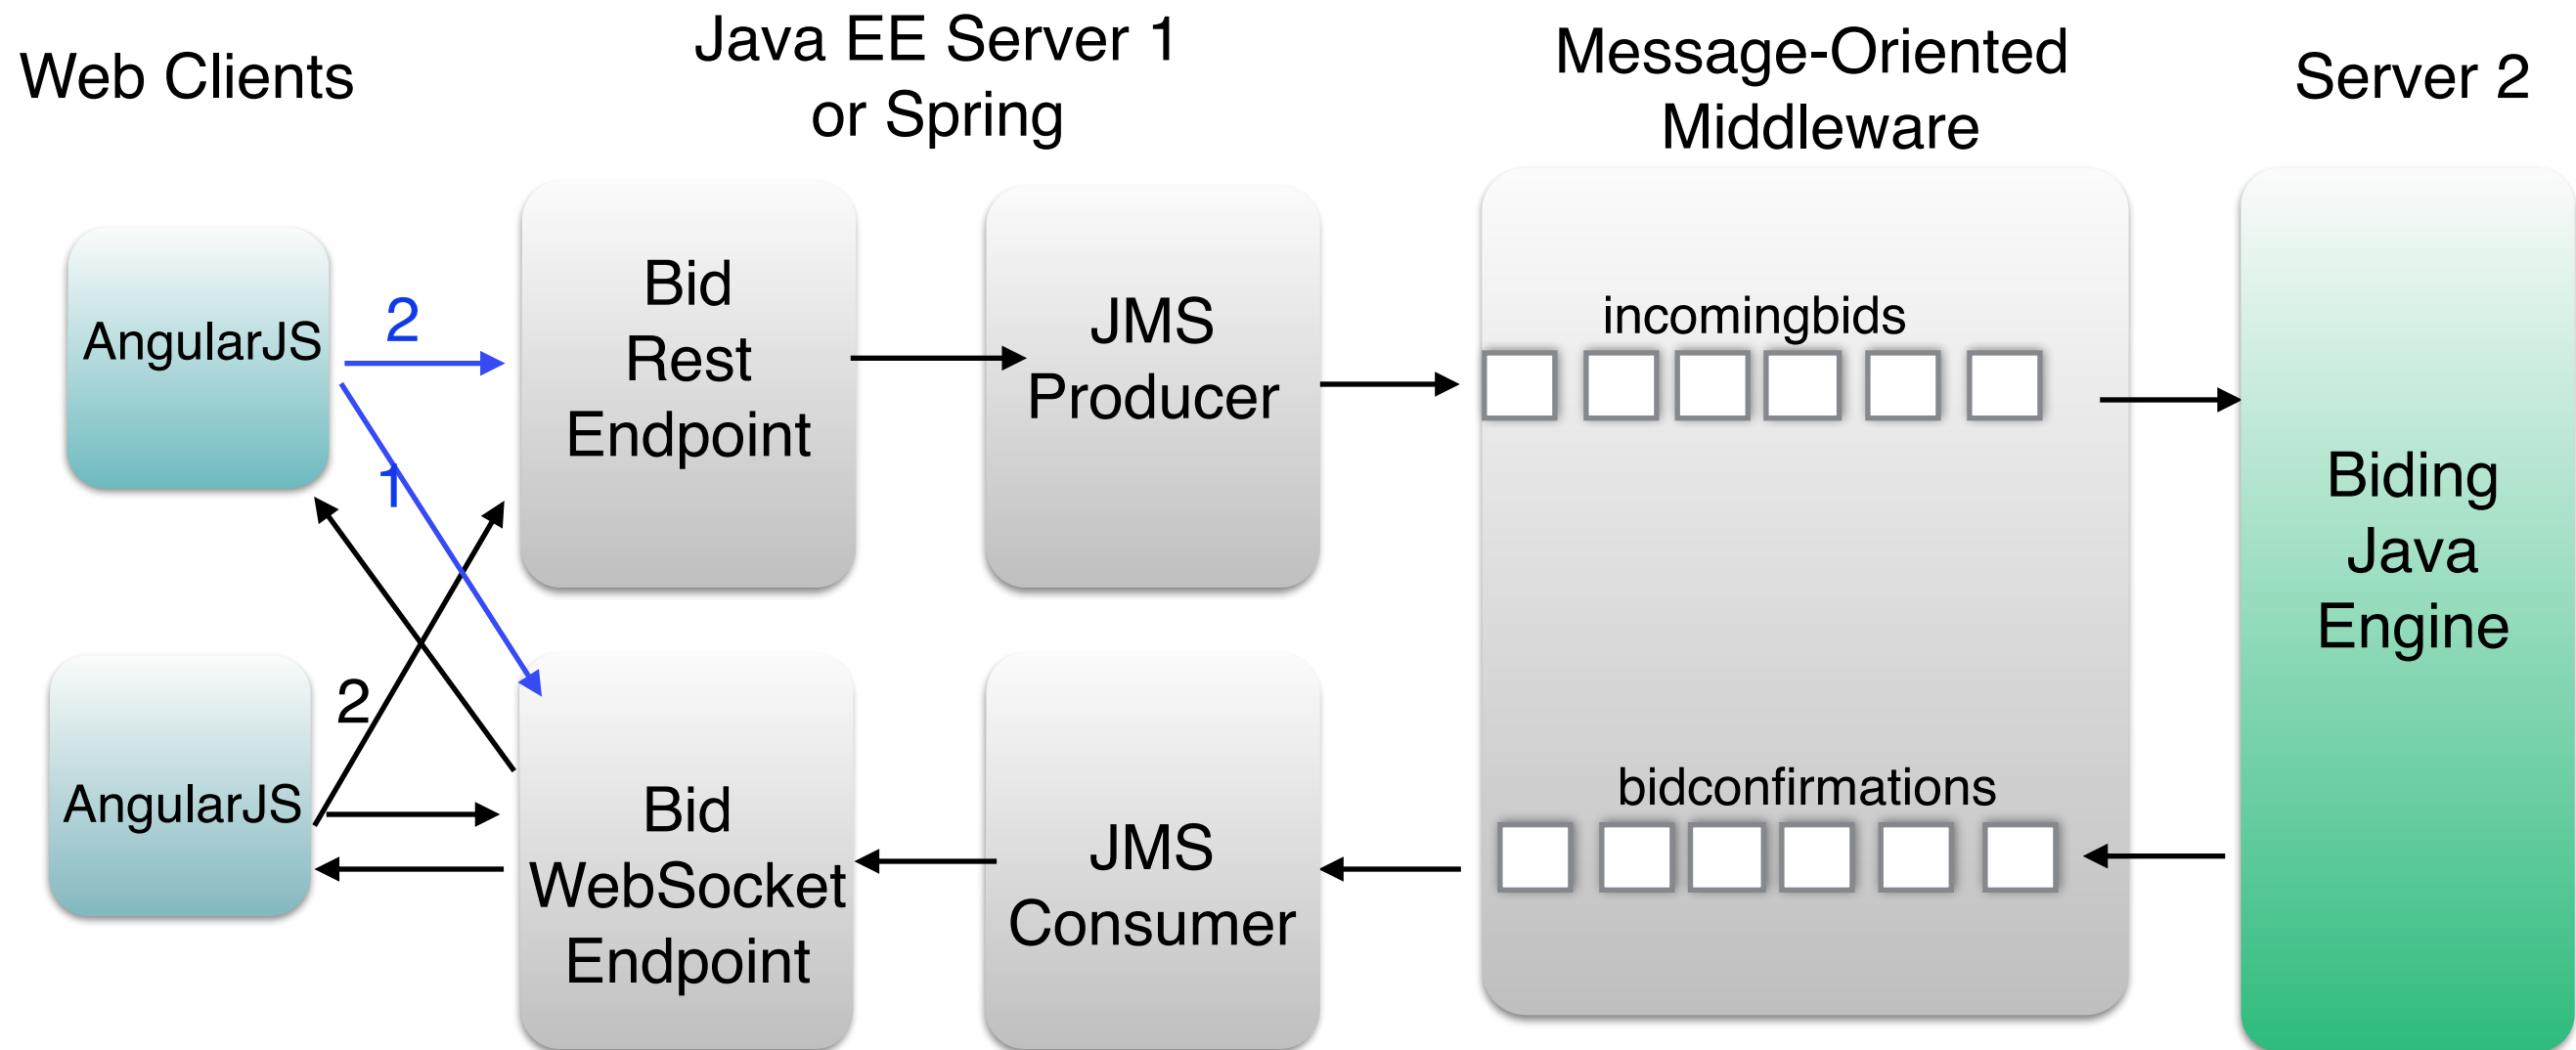 Web Clients
Java EE Server 1
or Spring
Message-Oriented
Middleware
Server 2
AngularJS
2
1
Bid
Rest
Endpoint
JMS
Producer
incomingbids
Biding
Java
Engine
AngularJS
2
Bid
WebSocket
Endpoint
JMS
Consumer
bidconfirmations